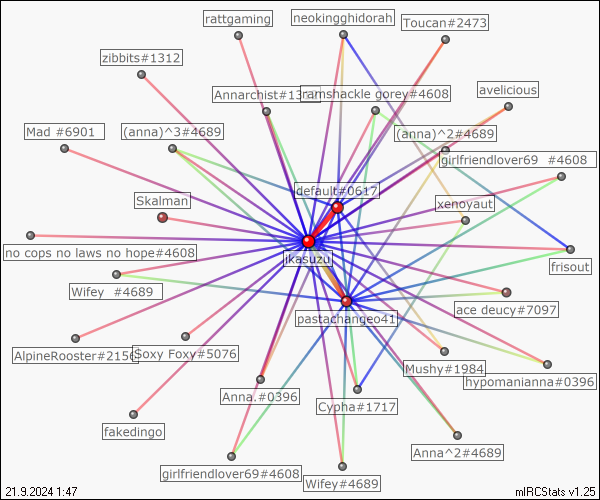 rattgaming
neokingghidorah
Toucan#2473
zibbits#1312
avelicious
Annarchist#13
ramshackle gorey#4608
Mad #6901
(anna)^3#4689
(anna)^2#4689
girlfriendlover69 #4608
default#0617
Skalman
xenoyaut
no cops no laws no hope#4608
ikasuzu
frisout
Wifey #4689
ace deucy#7097
pastachangeo41
AlpineRooster#2156
Soxy Foxy#5076
Mushy#1984
hypomanianna#0396
Anna.#0396
Cypha#1717
fakedingo
Anna^2#4689
girlfriendlover69#4608
Wifey#4689
21.9.2024 1:47
mIRCStats v1.25